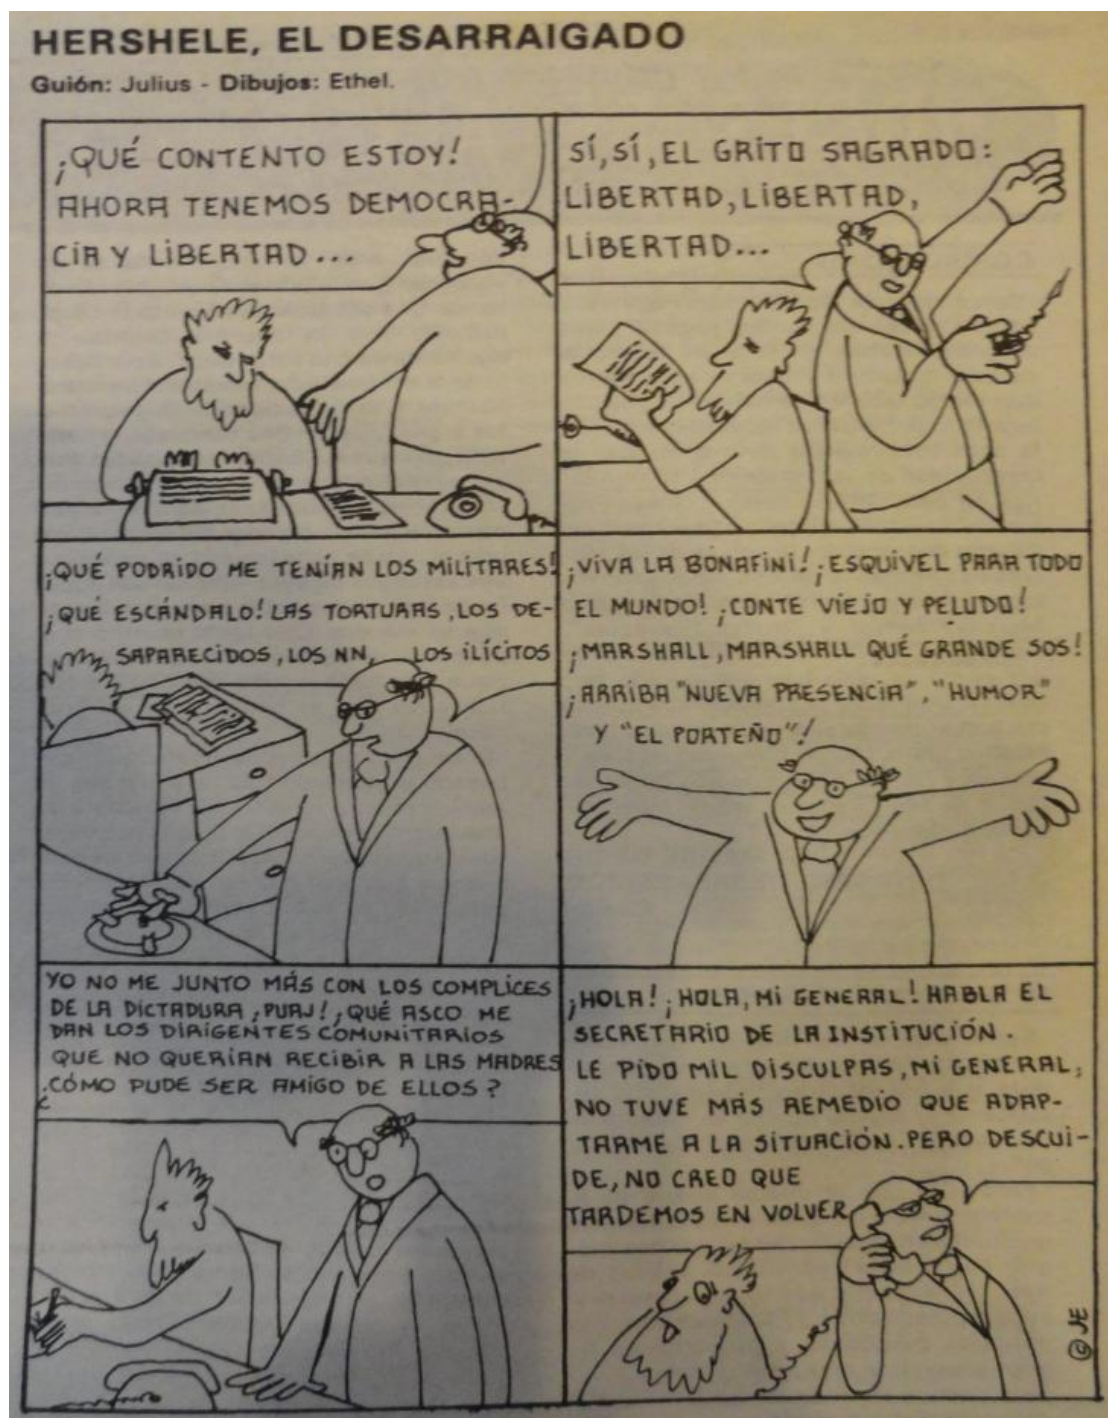 HERSHELE, EL DESARRAIGADO
Guión: Julius - Dibujos: Ethel.
¡QUÉ CONTENTO ESTOY!
AHORA TENEMOS DEMOCRA-
CIA Y LIBERTAD...
SÍ, SÍ, EL GRITO SAGRADO:
LIBERTAD, LIBERTAD,
LIBERTAD...
¡QUÉ PODRIDO ME TENÍAN LOS MILITARES!
¡QUÉ ESCÁNDALO! LAS TORTURAS, LOS DE-
SAPARECIDOS, LOS NN, LOS ILÍCITOS
¡VIVA LA BONAFINI! ¡ESQUIVEL PARA TODO
EL MUNDO! ¡CONTE VIEJO Y PELUDO!
¡MARSHALL, MARSHALL QUÉ GRANDE SOS!
¡ARRIBA "NUEVA PRESENCIA", "HUMOR"
Y "EL PORTEÑO"!
YO NO ME JUNTO MÁS CON LOS COMPLICES
DE LA DICTADURA ¡PUAJ! ¡QUÉ ASCO ME
DAN LOS DIRIGENTES COMUNITARIOS
QUE NO QUERÍAN RECIBIR A LAS MADRES
¿CÓMO PUDE SER AMIGO DE ELLOS?
¡HOLA! ¡HOLA, MI GENERAL! HABLA EL
SECRETARIO DE LA INSTITUCIÓN.
LE PIDO MIL DISCULPAS, MI GENERAL,
NO TUVE MÁS REMEDIO QUE ADAP-
TARME A LA SITUACIÓN. PERO DESCUI-
DE, NO CREO QUE
TARDEMOS EN VOLVER
© JE